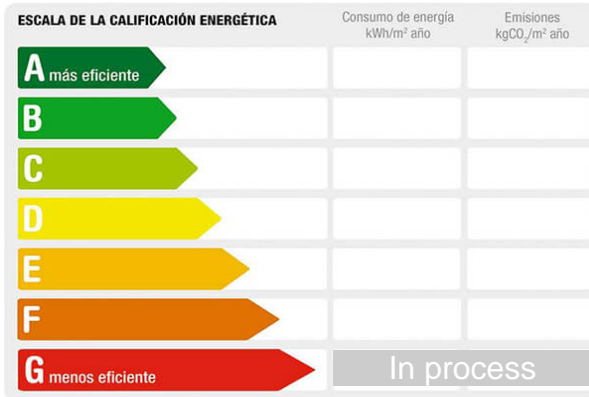 ESCALA DE LA CALIFICACIÓN ENERGÉTICA
Consumo de energía
kWh/m² año
Emisiones
kgCO₂/m² año
A más eficiente
B
C
D
E
F
G menos eficiente
In process